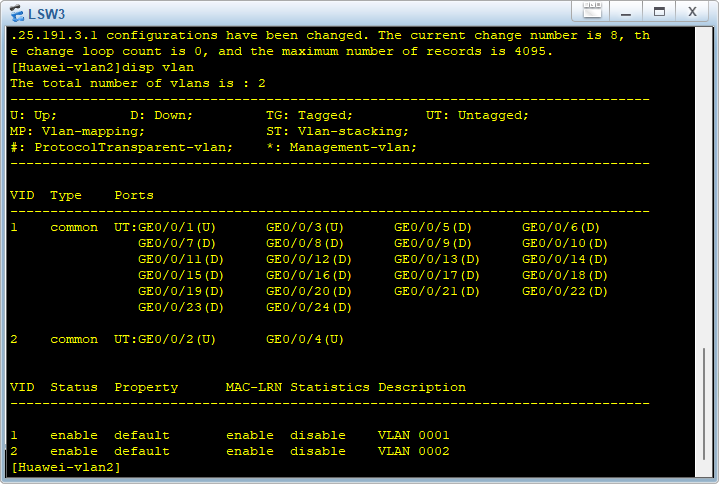 LSW3
.25.191.3.1 configurations have been changed. The current change number is 8, th
e change loop count is 0, and the maximum number of records is 4095.
[Huawei-vlan2]disp vlan
The total number of vlans is : 2
--------------------------------------------------------------------------------
U: Up;         D: Down;         TG: Tagged;         UT: Untagged;
MP: Vlan-mapping;               ST: Vlan-stacking;
#: ProtocolTransparent-vlan;    *: Management-vlan;
--------------------------------------------------------------------------------
VID  Type    Ports
--------------------------------------------------------------------------------
1    common  UT:GE0/0/1(U)      GE0/0/3(U)      GE0/0/5(D)      GE0/0/6(D)
                GE0/0/7(D)      GE0/0/8(D)      GE0/0/9(D)      GE0/0/10(D)
                GE0/0/11(D)     GE0/0/12(D)     GE0/0/13(D)     GE0/0/14(D)
                GE0/0/15(D)     GE0/0/16(D)     GE0/0/17(D)     GE0/0/18(D)
                GE0/0/19(D)     GE0/0/20(D)     GE0/0/21(D)     GE0/0/22(D)
                GE0/0/23(D)     GE0/0/24(D)
2    common  UT:GE0/0/2(U)      GE0/0/4(U)
VID  Status  Property      MAC-LRN Statistics Description
--------------------------------------------------------------------------------
1    enable  default       enable  disable    VLAN 0001
2    enable  default       enable  disable    VLAN 0002
[Huawei-vlan2]